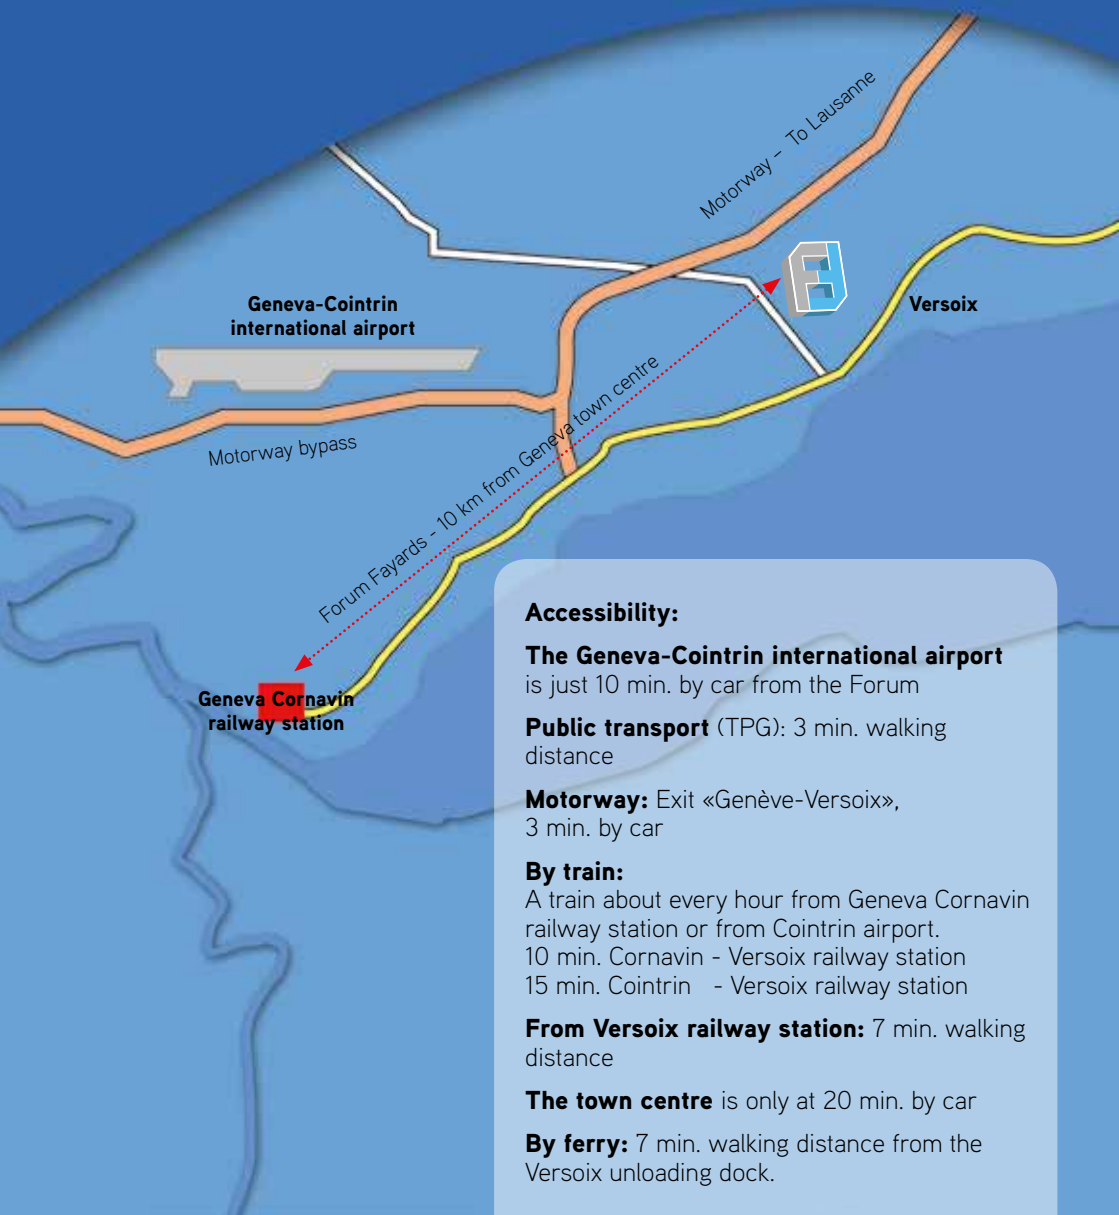 Motorway – To Lausanne
Geneva-Cointrin
international airport
Versoix
Motorway bypass
Forum Fayards - 10 km from Geneva town centre
Geneva Cornavin
railway station
Accessibility:
The Geneva-Cointrin international airport
is just 10 min. by car from the Forum
Public transport (TPG): 3 min. walking
distance
Motorway: Exit «Genève-Versoix»,
3 min. by car
By train:
A train about every hour from Geneva Cornavin
railway station or from Cointrin airport.
10 min. Cornavin - Versoix railway station
15 min. Cointrin - Versoix railway station
From Versoix railway station: 7 min. walking
distance
The town centre is only at 20 min. by car
By ferry: 7 min. walking distance from the
Versoix unloading dock.